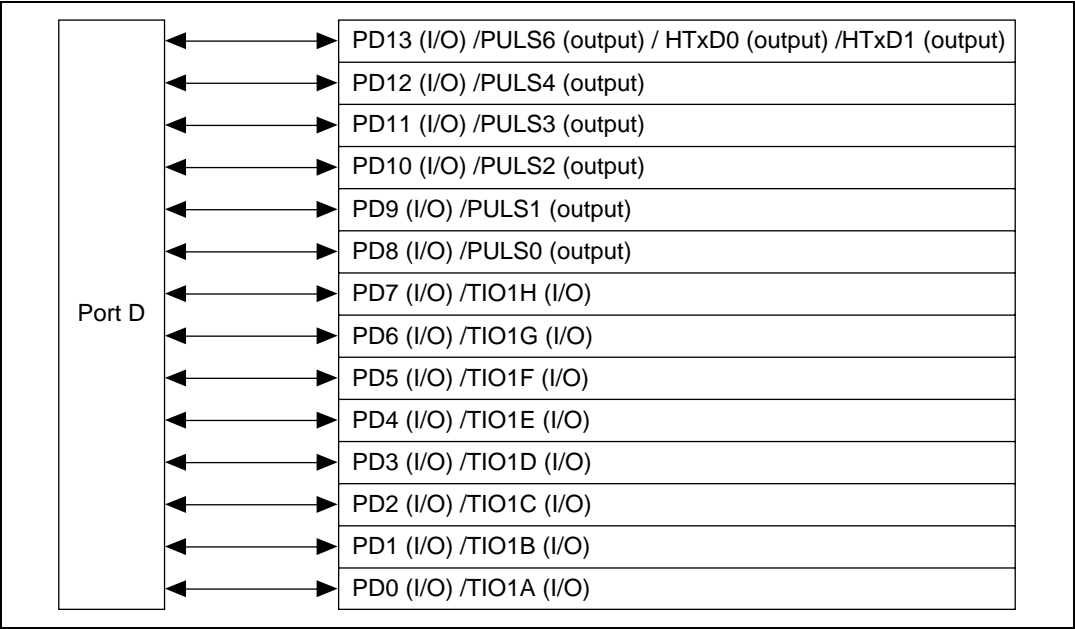 PD13 (I/O) /PULS6 (output) / HTxD0 (output) /HTxD1 (output)
PD12 (I/O) /PULS4 (output)
PD11 (I/O) /PULS3 (output)
PD10 (I/O) /PULS2 (output)
PD9 (I/O) /PULS1 (output)
PD8 (I/O) /PULS0 (output)
Port D
PD7 (I/O) /TIO1H (I/O)
PD6 (I/O) /TIO1G (I/O)
PD5 (I/O) /TIO1F (I/O)
PD4 (I/O) /TIO1E (I/O)
PD3 (I/O) /TIO1D (I/O)
PD2 (I/O) /TIO1C (I/O)
PD1 (I/O) /TIO1B (I/O)
PD0 (I/O) /TIO1A (I/O)